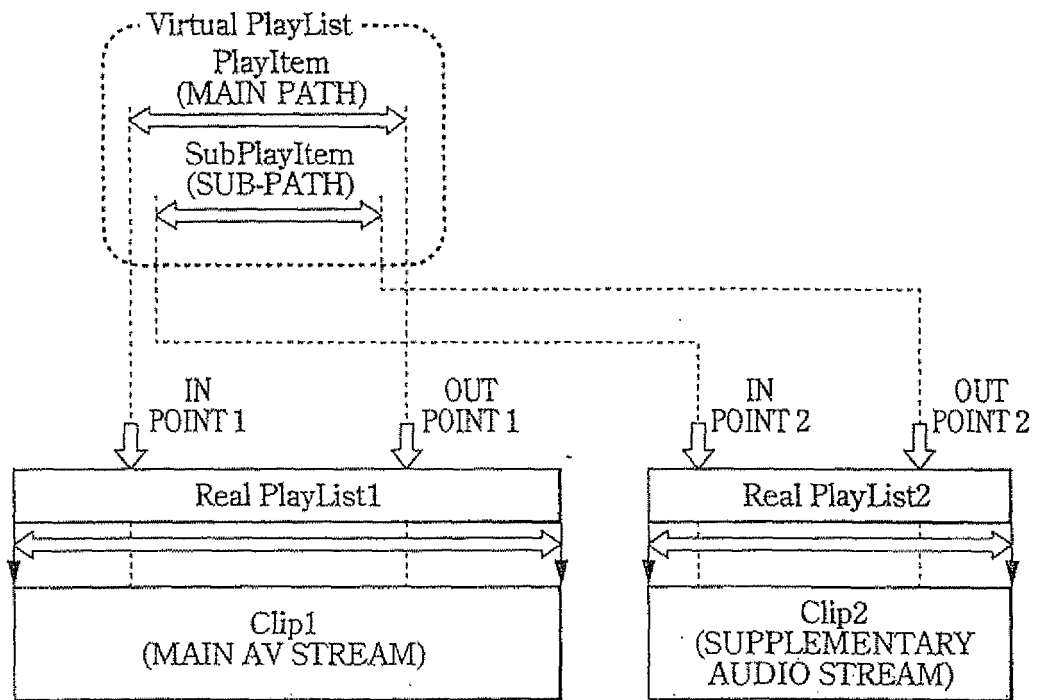 Virtual PlayList
PlayItem
(MAIN PATH)
SubPlayItem
(SUB-PATH)
IN
POINT 1
OUT
POINT 1
IN
POINT 2
OUT
POINT 2
Real PlayList1
Real PlayList2
Clip1
(MAIN AV STREAM)
Clip2
(SUPPLEMENTARY
AUDIO STREAM)